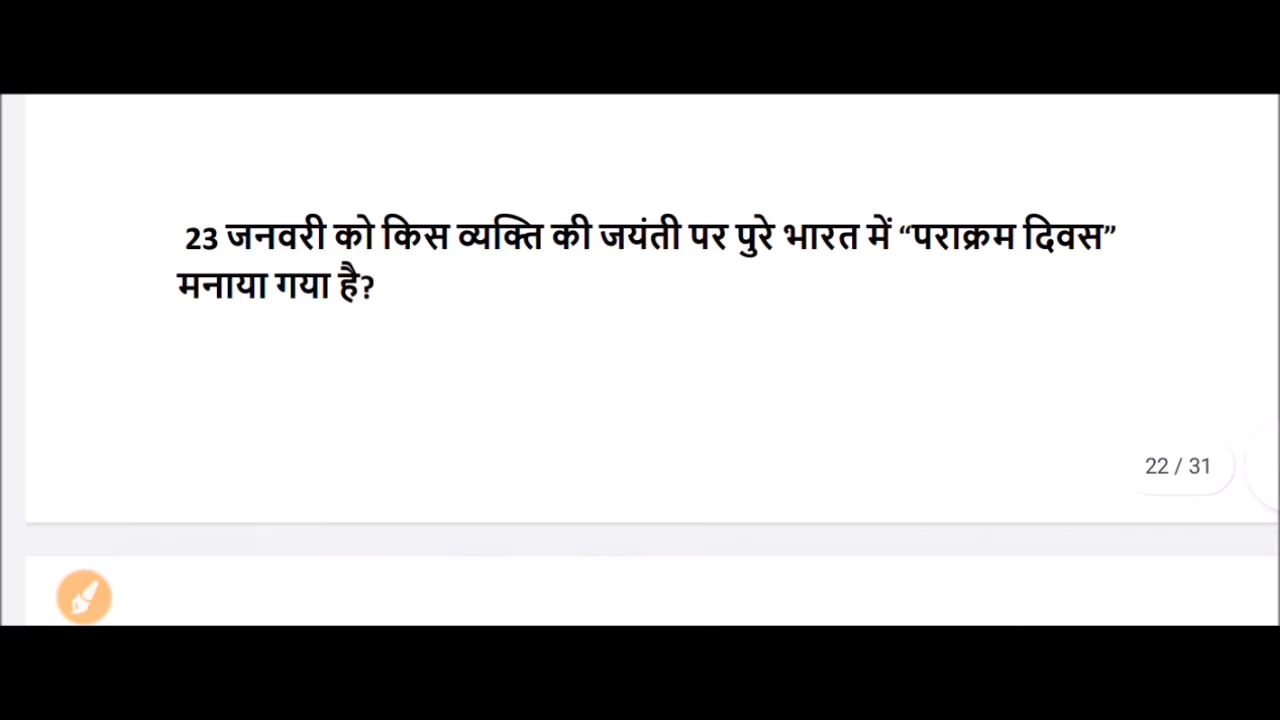 23 जनवरी को किस व्यक्ति की जयंती पर पुरे भारत में “पराक्रम दिवस”
मनाया गया है?
22 / 31